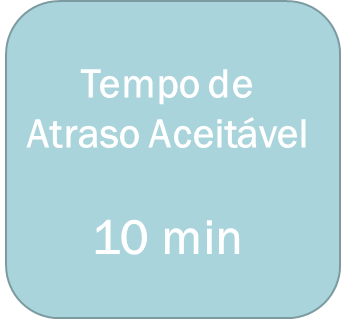 Tempo de
Atraso Aceitável
10 min